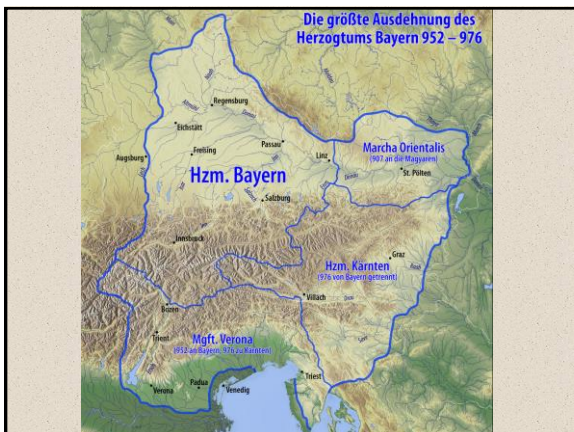 Die größte Ausdehnung des
Herzogtums Bayern 952 – 976
Regensburg
Eichstätt
Freising
Passau
Linz
Marcha Orientalis
(907 an die Magyaren)
St. Pölten
Augsburg
Hzm. Bayern
Salzburg
Innsbruck
Graz
Hzm. Kärnten
(976 von Bayern getrennt)
Villach
Bozen
Trient
Mgft. Verona
(952 an Bayern, 976 zu Kärnten)
Triest
Verona
Padua
Venedig